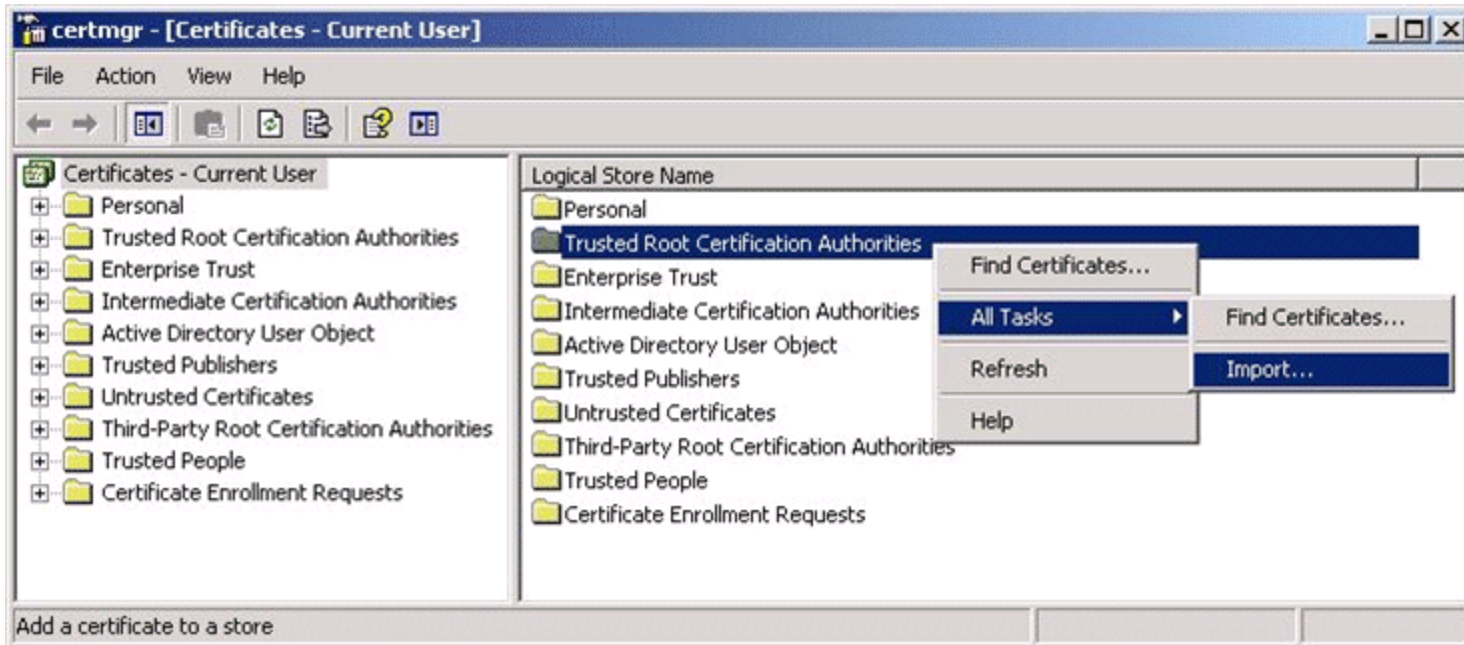 certmgr - [Certificates - Current User]
File Action View Help
Certificates - Current User
Personal
Trusted Root Certification Authorities
Enterprise Trust
Intermediate Certification Authorities
Active Directory User Object
Trusted Publishers
Untrusted Certificates
Third-Party Root Certification Authorities
Trusted People
Certificate Enrollment Requests
Logical Store Name
Personal
Trusted Root Certification Authorities
Enterprise Trust
Intermediate Certification Authorities
Active Directory User Object
Trusted Publishers
Untrusted Certificates
Third-Party Root Certification Authorities
Trusted People
Certificate Enrollment Requests
Find Certificates...
All Tasks
Refresh
Help
Find Certificates...
Import...
Add a certificate to a store